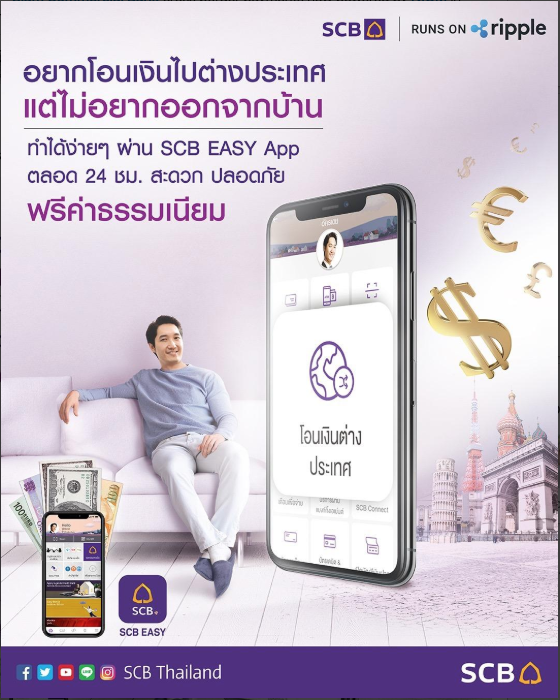 SCB
RUNS ON ripple
อยากโอนเงินไปต่างประเทศ
แต่ไม่อยากออกจากบ้าน
ทำได้ง่ายๆ ผ่าน SCB EASY App
ตลอด 24 ชม. สะดวก ปลอดภัย
ฟรีค่าธรรมเนียม
โอนเงินต่าง
ประเทศ
SCB Connect
100
SCB
SCB EASY
SCB Thailand
SCB